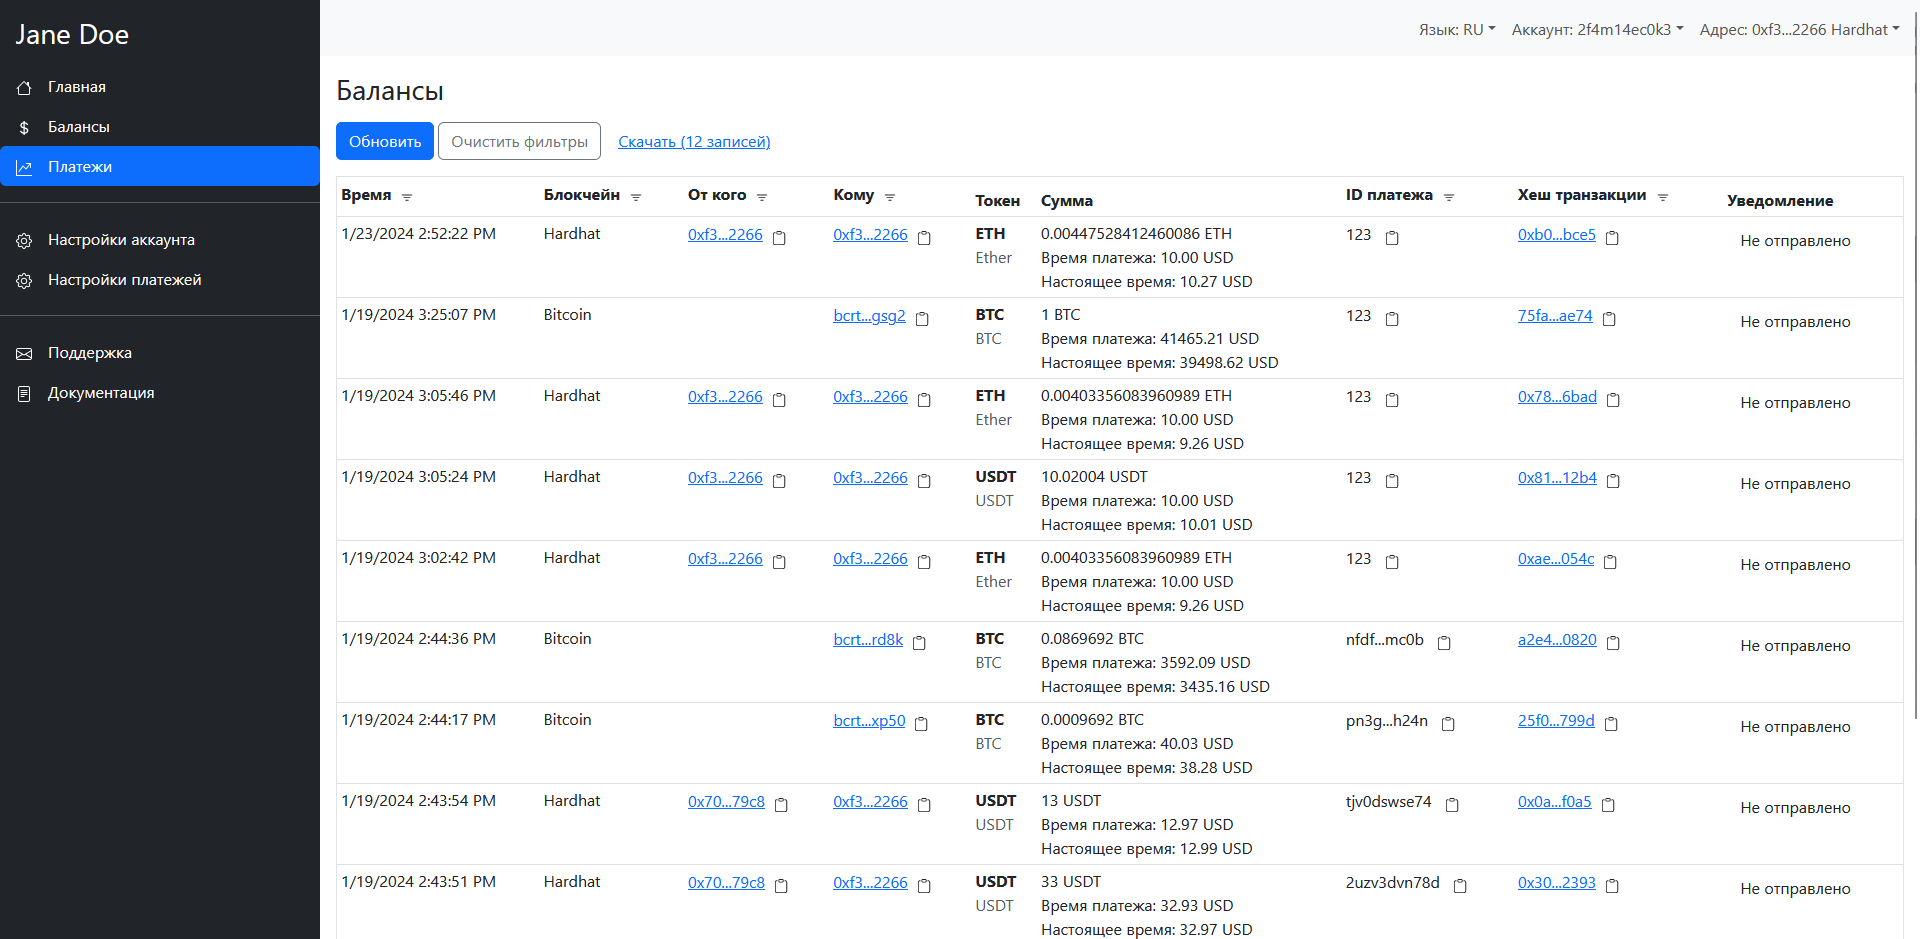 Jane Doe
Главная
Балансы
Платежи
Настройки аккаунта
Настройки платежей
Поддержка
Документация
Язык: RU Аккаунт: 2f4m14ec0k3 Адрес: 0xf3...2266 Hardhat
Балансы
Обновить Очистить фильтры Скачать (12 записей)
Время Блокчейн От кого Кому Токен Сумма ID платежа Хеш транзакции Уведомление
1/23/2024 2:52:22 PM Hardhat 0xf3...2266 0xf3...2266 ETH 0.00447528412460086 ETH 123 0xb0...bce5 Не отправлено
Ether Время платежа: 10.00 USD
Настоящее время: 10.27 USD
1/19/2024 3:25:07 PM Bitcoin bcrt...gsg2 BTC 1 BTC 123 75fa...ae74 Не отправлено
BTC Время платежа: 41465.21 USD
Настоящее время: 39498.62 USD
1/19/2024 3:05:46 PM Hardhat 0xf3...2266 0xf3...2266 ETH 0.00403356083960989 ETH 123 0x78...6bad Не отправлено
Ether Время платежа: 10.00 USD
Настоящее время: 9.26 USD
1/19/2024 3:05:24 PM Hardhat 0xf3...2266 0xf3...2266 USDT 10.02004 USDT 123 0x81...12b4 Не отправлено
USDT Время платежа: 10.00 USD
Настоящее время: 10.01 USD
1/19/2024 3:02:42 PM Hardhat 0xf3...2266 0xf3...2266 ETH 0.00403356083960989 ETH 123 0xae...054c Не отправлено
Ether Время платежа: 10.00 USD
Настоящее время: 9.26 USD
1/19/2024 2:44:36 PM Bitcoin bcrt...rd8k BTC 0.0869692 BTC nfdf...mc0b a2e4...0820 Не отправлено
BTC Время платежа: 3592.09 USD
Настоящее время: 3435.16 USD
1/19/2024 2:44:17 PM Bitcoin bcrt...xp50 BTC 0.0009692 BTC pn3g...h24n 25f0...799d Не отправлено
BTC Время платежа: 40.03 USD
Настоящее время: 38.28 USD
1/19/2024 2:43:54 PM Hardhat 0x70...79c8 0xf3...2266 USDT 13 USDT tjv0dswse74 0x0a...f0a5 Не отправлено
USDT Время платежа: 12.97 USD
Настоящее время: 12.99 USD
1/19/2024 2:43:51 PM Hardhat 0x70...79c8 0xf3...2266 USDT 33 USDT 2uzv3dvn78d 0x30...2393 Не отправлено
USDT Время платежа: 32.93 USD
Настоящее время: 32.97 USD